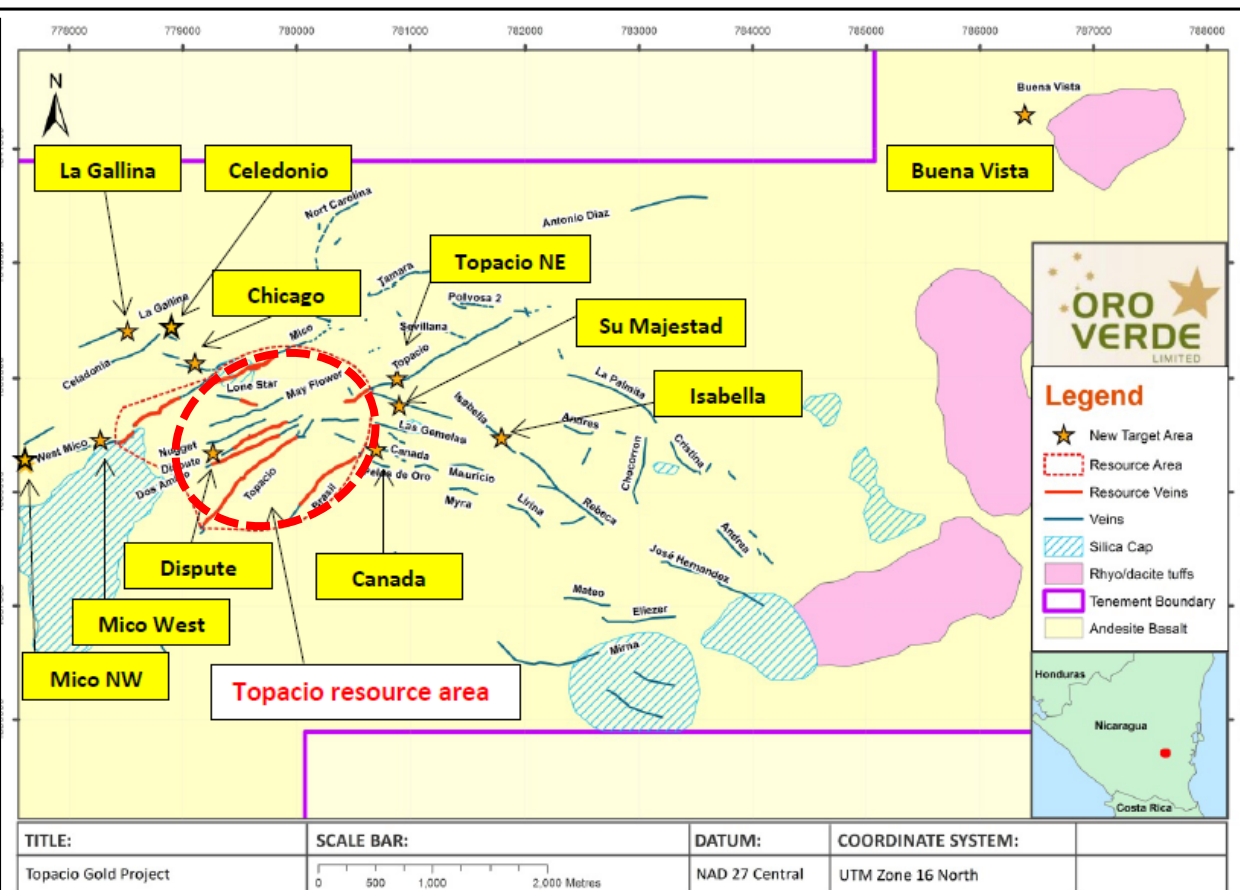 778000 779000 780000 781000 782000 783000 784000 785000 786000 787000 788000
N
Buena Vista
La Gallina
Celedonio
Buena Vista
Nort Carolina
Antonio Diaz
Topacio NE
Tamara
Chicago
La Gallina
Polvosa 2
Su Majestad
Mico
Sevillana
Topacio
Celedonia
Lone Star
May Flower
La Palmita
Isabella
Isabella
Andres
Las Gemelas
West Mico
Nugget
Dispute
Canada
Chocorron
Cristina
Dos Amigo
Topacio
Brasil
de Oro
Mauricio
Myra
Lirina
Rebeca
Andrea
Dispute
Canada
José Hernandez
Mico West
Mateo
Eliezer
Mirna
Mico NW
Topacio resource area
ORO
VERDE
LIMITED
Legend
New Target Area
Resource Area
Resource Veins
Veins
Silica Cap
Rhyo/dacite tuffs
Tenement Boundary
Andesite Basalt
Honduras
Nicaragua
Costa Rica
TITLE: SCALE BAR: DATUM: COORDINATE SYSTEM:
Topacio Gold Project 0 500 1,000 2,000 Metres NAD 27 Central UTM Zone 16 North